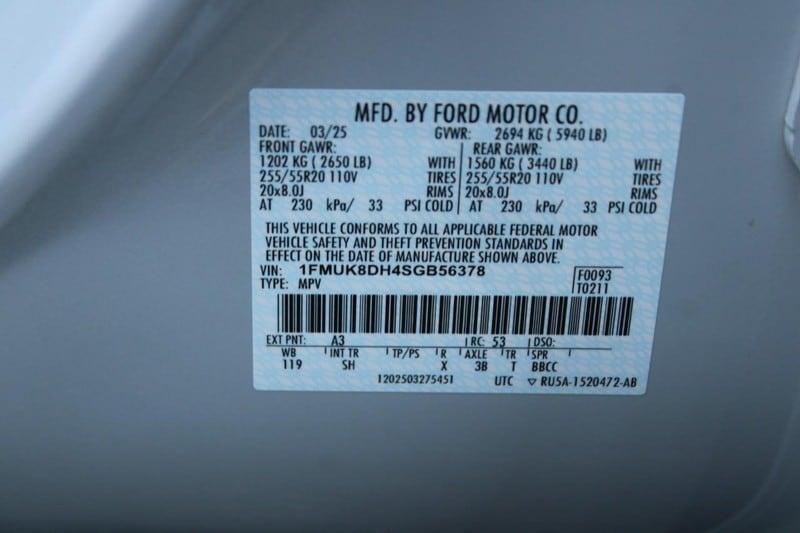 MFD. BY FORD MOTOR CO.
DATE: 03/25 GVWR: 2694 KG ( 5940 LB)
FRONT GAWR: REAR GAWR:
1202 KG ( 2650 LB) WITH 1560 KG ( 3440 LB) WITH
255/55R20 110V TIRES 255/55R20 110V TIRES
20x8.0J RIMS 20x8.0J RIMS
AT 230 kPa/ 33 PSI COLD AT 230 kPa/ 33 PSI COLD
THIS VEHICLE CONFORMS TO ALL APPLICABLE FEDERAL MOTOR
VEHICLE SAFETY AND THEFT PREVENTION STANDARDS IN
EFFECT ON THE DATE OF MANUFACTURE SHOWN ABOVE.
VIN: 1FMUK8DH4SGB56378 F0093
TYPE: MPV T0211
EXT PNT: A3 RC: 53 DSO:
WB INT TR TP/PS R AXLE TR SPR
119 SH X 3B T BBCC
1202503275451 UTC ▽ RU5A-1520472-AB